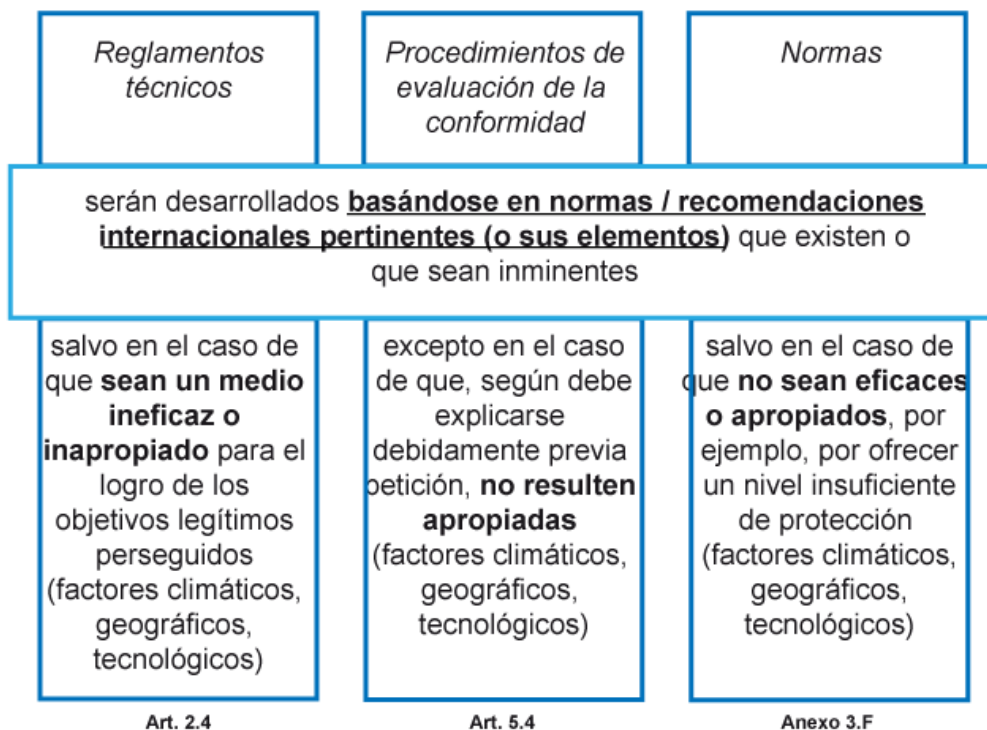 Reglamentos
técnicos
Procedimientos de
evaluación de la
conformidad
Normas
serán desarrollados basándose en normas / recomendaciones
internacionales pertinentes (o sus elementos) que existen o
que sean inminentes
salvo en el caso de
que sean un medio
ineficaz o
inapropiado para el
logro de los
objetivos legítimos
perseguidos
(factores climáticos,
geográficos,
tecnológicos)
excepto en el caso
de que, según debe
explicarse
debidamente previa
petición, no resulten
apropiadas
(factores climáticos,
geográficos,
tecnológicos)
salvo en el caso de
que no sean eficaces
o apropiados, por
ejemplo, por ofrecer
un nivel insuficiente
de protección
(factores climáticos,
geográficos,
tecnológicos)
Art. 2.4
Art. 5.4
Anexo 3.F